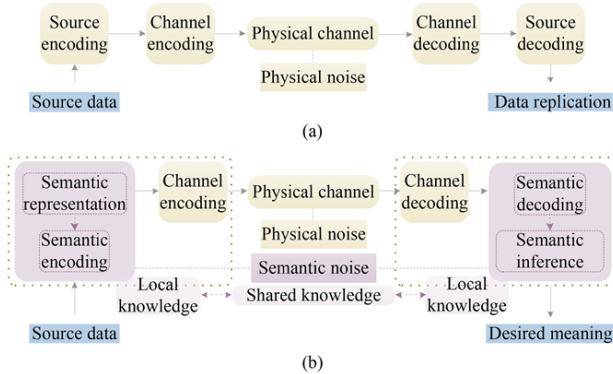 Source
encoding
Channel
encoding
Physical channel
Channel
decoding
Source
decoding
Physical noise
Source data
Data replication
(a)
Semantic
representation
Semantic
encoding
Channel
encoding
Physical channel
Channel
decoding
Semantic
decoding
Semantic
inference
Physical noise
Semantic noise
Local
knowledge
Shared knowledge
Local
knowledge
Source data
Desired meaning
(b)